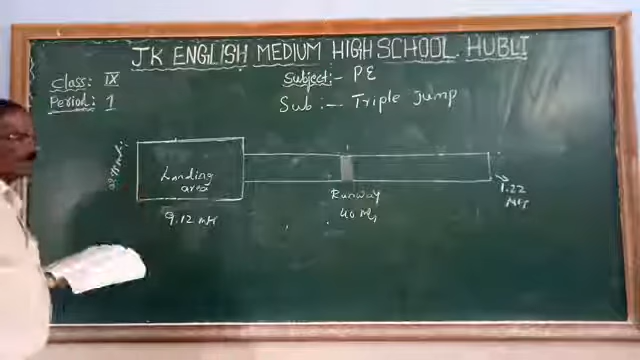 JK ENGLISH MEDIUM HIGH SCHOOL. HUBLI
Class: IX
Subject:- PE
Period: 1
Sub:- Triple Jump
Landing area
Runway
40 Mts
1.22 Mts
9.12 mtr